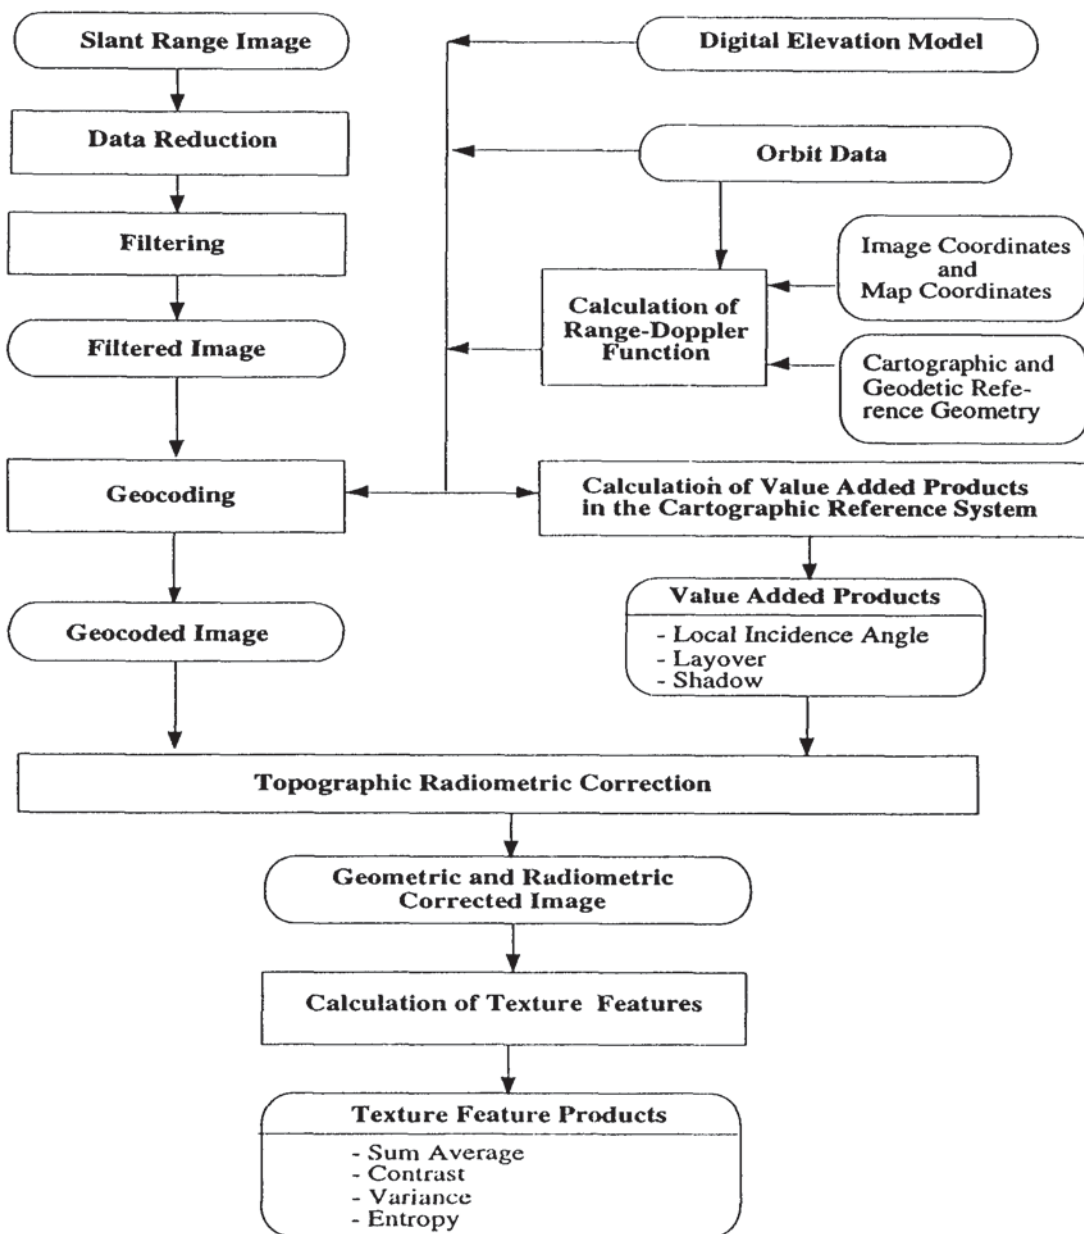 Slant Range Image
Digital Elevation Model
Data Reduction
Orbit Data
Filtering
Image Coordinates
and
Map Coordinates
Calculation of
Range-Doppler
Function
Filtered Image
Cartographic and
Geodetic Refe-
rence Geometry
Geocoding
Calculation of Value Added Products
in the Cartographic Reference System
Geocoded Image
Value Added Products
- Local Incidence Angle
- Layover
- Shadow
Topographic Radiometric Correction
Geometric and Radiometric
Corrected Image
Calculation of Texture Features
Texture Feature Products
- Sum Average
- Contrast
- Variance
- Entropy